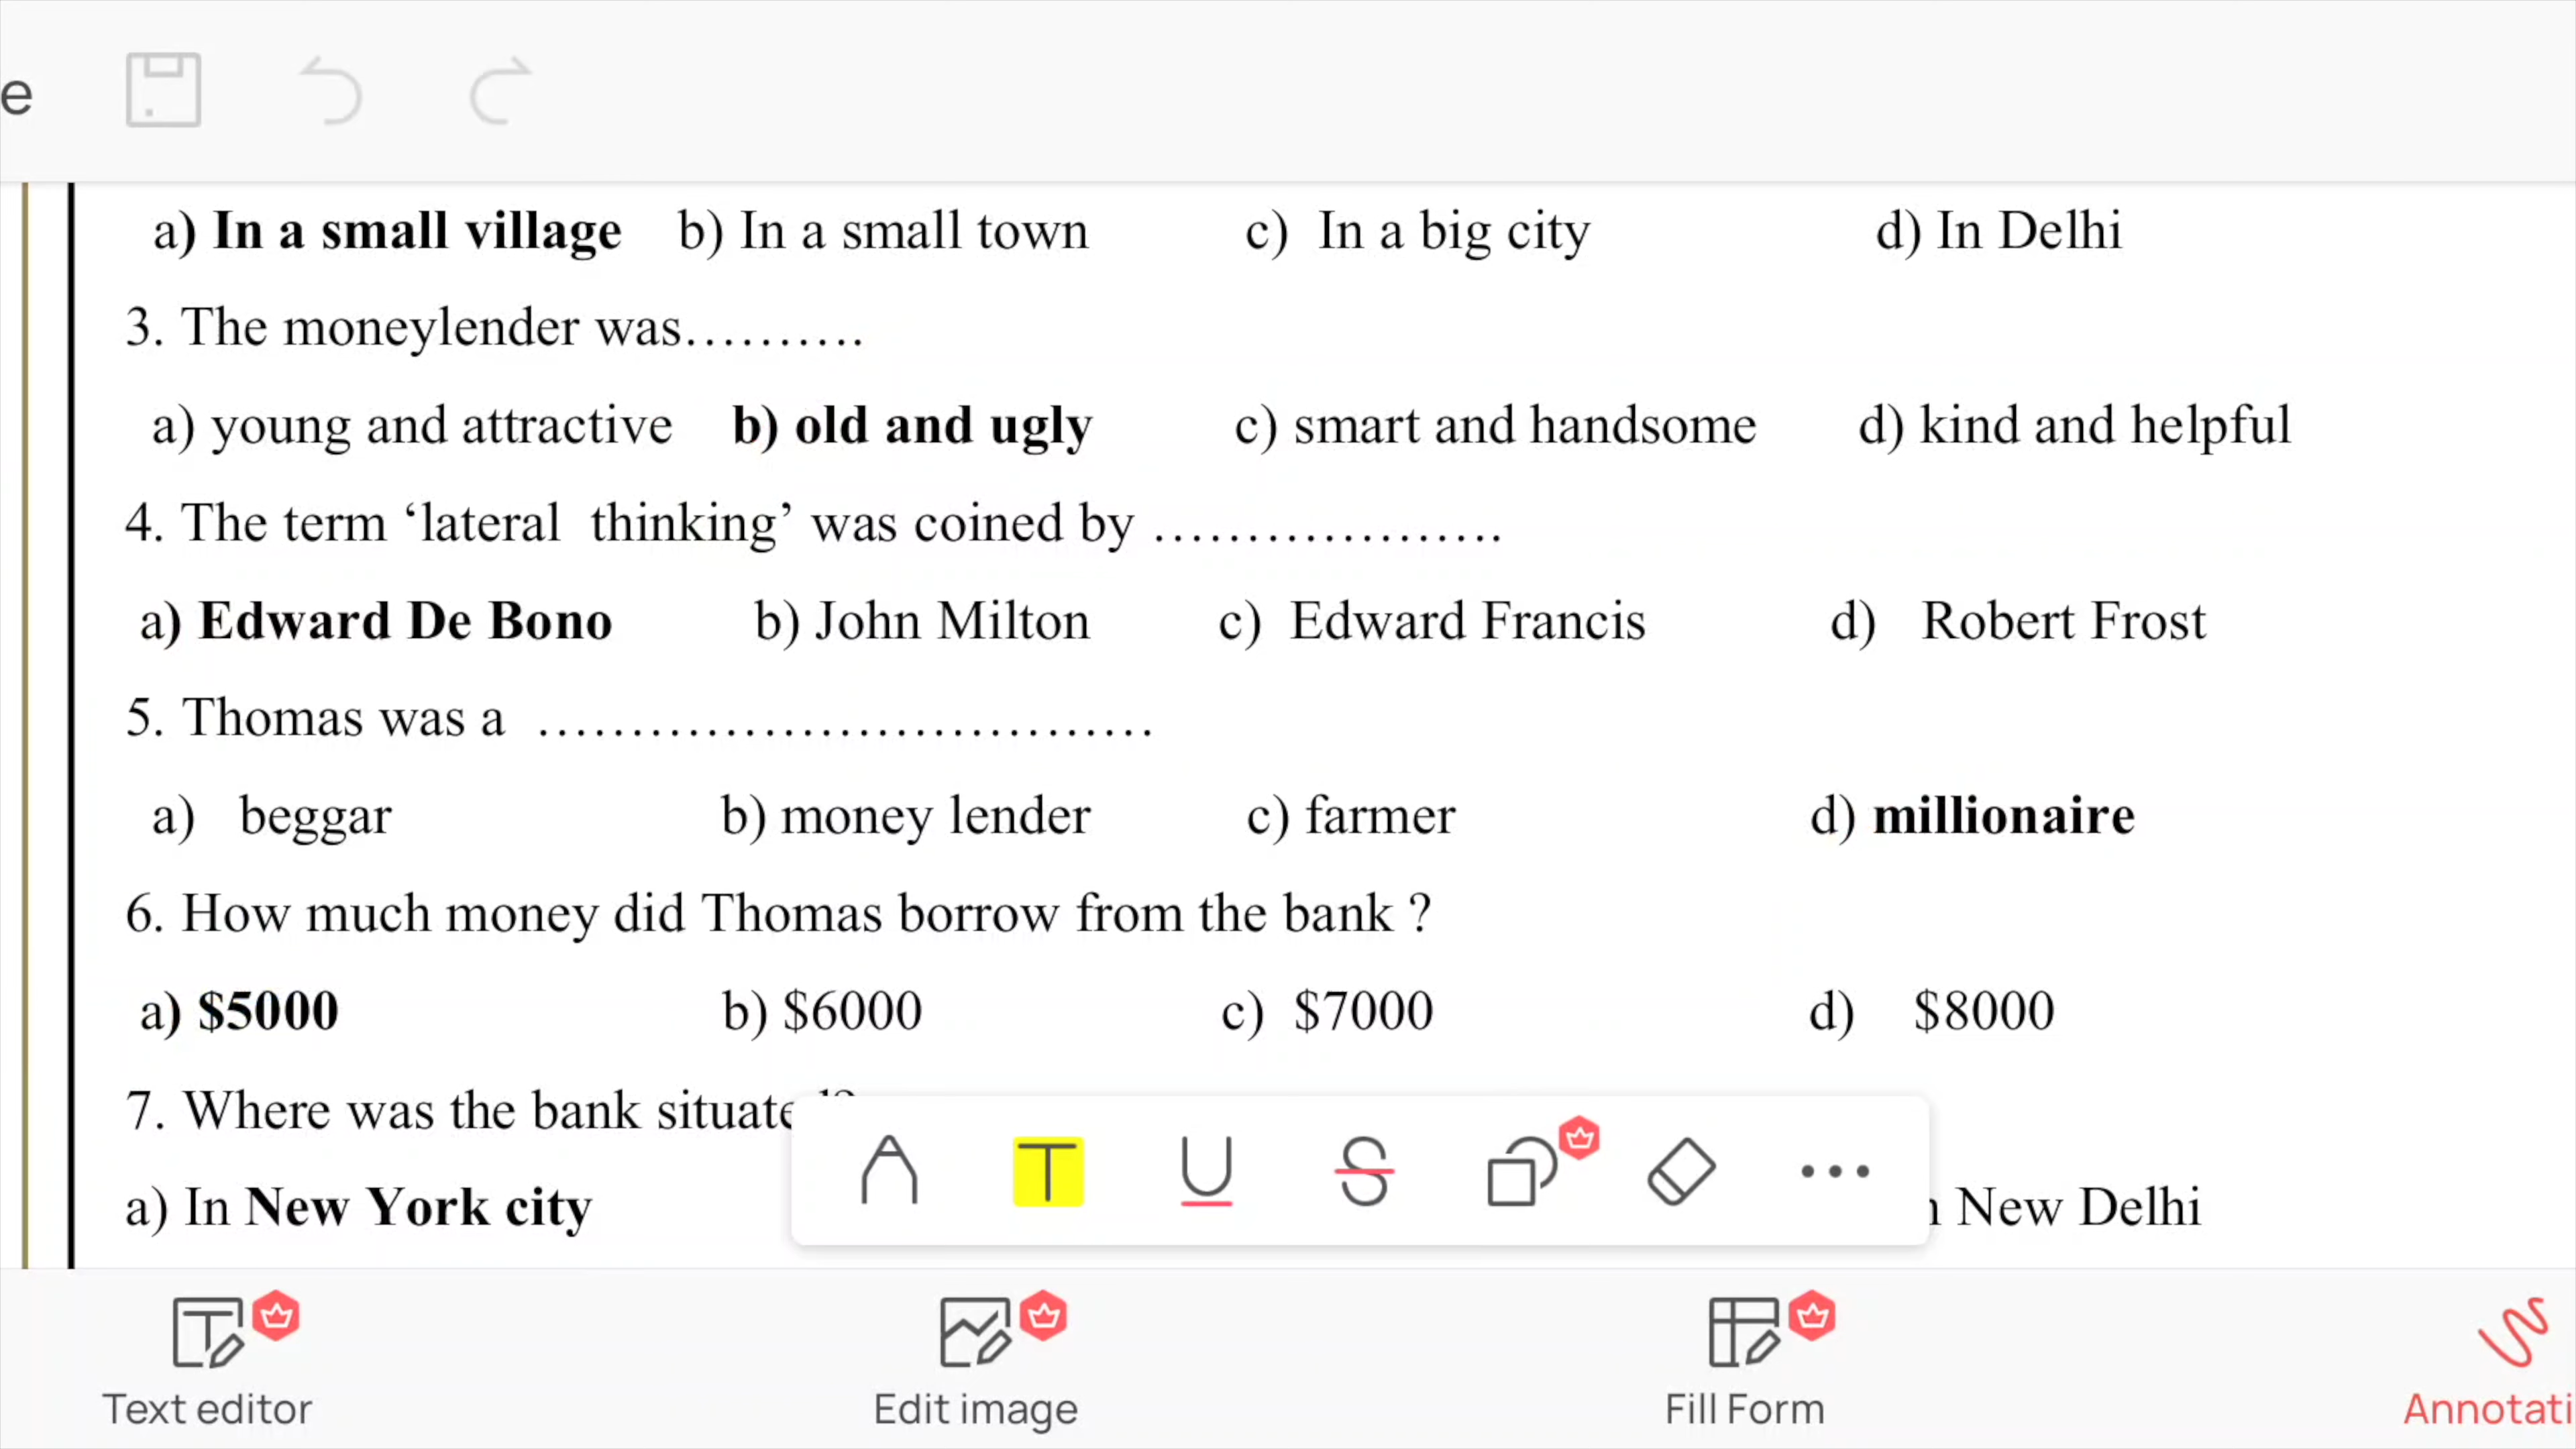 e
a) In a small village b) In a small town c) In a big city d) In Delhi
3. The moneylender was..........
a) young and attractive b) old and ugly c) smart and handsome d) kind and helpful
4. The term ‘lateral thinking’ was coined by ...................
a) Edward De Bono b) John Milton c) Edward Francis d) Robert Frost
5. Thomas was a .................................
a) beggar b) money lender c) farmer d) millionaire
6. How much money did Thomas borrow from the bank ?
a) $5000 b) $6000 c) $7000 d) $8000
7. Where was the bank situated?
a) In New York city New Delhi
Text editor Edit image Fill Form Annotati